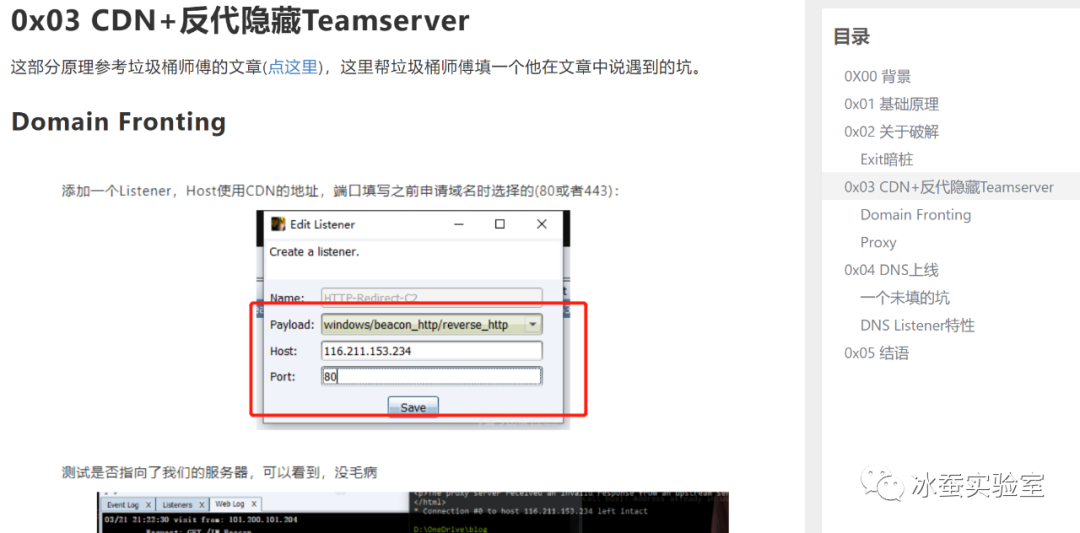 0x03 CDN+反代隐藏Teamserver
这部分原理参考垃圾桶师傅的文章(点这里)，这里帮垃圾桶师傅填一个他在文章中说遇到的坑。
Domain Fronting
添加一个Listener，Host使用CDN的地址，端口填写之前申请域名时选择的(80或者443)：
Edit Listener
Create a listener.
Name: HTTP-Redirect-C2
Payload: windows/beacon_http/reverse_http
Host: 116.211.153.234
Port: 80
Save
测试是否指向了我们的服务器，可以看到，没毛病
Event Log X Listeners X Web Log X
03/21 21:22:30 visit from: 101.200.101.204
<p>The proxy server received an invalid response from an upstream se
</html>
* Connection #0 to host 116.211.153.234 left intact
D:\OneDrive\blog
目录
0X00 背景
0x01 基础原理
0x02 关于破解
Exit暗桩
0x03 CDN+反代隐藏Teamserver
Domain Fronting
Proxy
0x04 DNS上线
一个未填的坑
DNS Listener特性
0x05 结语
冰蚕实验室